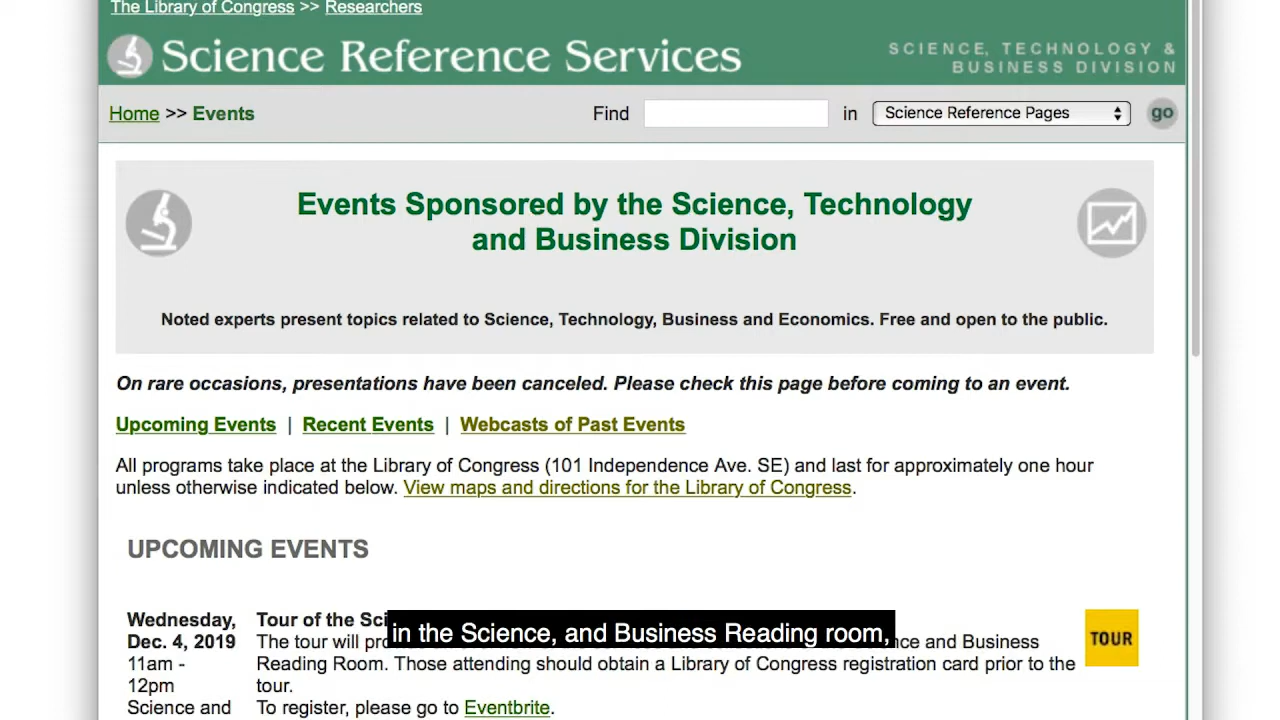 The Library of Congress >> Researchers
Science Reference Services
SCIENCE, TECHNOLOGY &
BUSINESS DIVISION
Home >> Events
Find
in
Science Reference Pages
go
Events Sponsored by the Science, Technology
and Business Division
Noted experts present topics related to Science, Technology, Business and Economics. Free and open to the public.
On rare occasions, presentations have been canceled. Please check this page before coming to an event.
Upcoming Events | Recent Events | Webcasts of Past Events
All programs take place at the Library of Congress (101 Independence Ave. SE) and last for approximately one hour
unless otherwise indicated below. View maps and directions for the Library of Congress.
UPCOMING EVENTS
Wednesday,
Dec. 4, 2019
11am -
12pm
Science and
Tour of the
The tour will
and Business
Reading Room. Those attending should obtain a Library of Congress registration card prior to the
tour.
To register, please go to Eventbrite.
TOUR
in the Science, and Business Reading room,